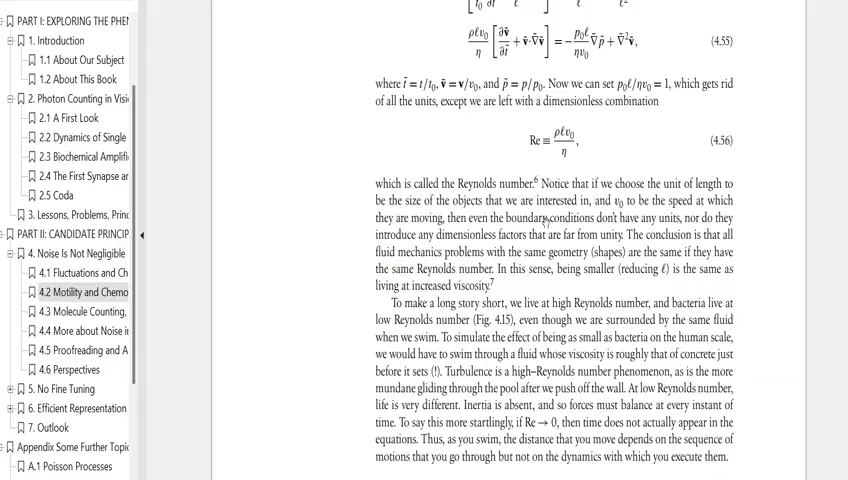 PART I: EXPLORING THE PHEN
1. Introduction
1.1 About Our Subject
1.2 About This Book
2. Photon Counting in Visi
2.1 A First Look
2.2 Dynamics of Single
2.3 Biochemical Amplifi
2.4 The First Synapse an
2.5 Coda
3. Lessons, Problems, Princ
PART II: CANDIDATE PRINCIP
4. Noise Is Not Negligible
4.1 Fluctuations and Ch
4.2 Motility and Chemo
4.3 Molecule Counting,
4.4 More about Noise in
4.5 Proofreading and A
4.6 Perspectives
5. No Fine Tuning
6. Efficient Representation
7. Outlook
Appendix Some Further Topic
A.1 Poisson Processes
ρℓv₀/η [∂ṽ/∂t̃ + ṽ·∇̃ṽ] = −p₀ℓ/ηv₀ ∇̃p̃ + ∇̃²ṽ, (4.55)
where t̃ = t/t₀, ṽ = v/v₀, and p̃ = p/p₀. Now we can set p₀ℓ/ηv₀ = 1, which gets rid
of all the units, except we are left with a dimensionless combination
Re ≡ ρℓv₀/η, (4.56)
which is called the Reynolds number.⁶ Notice that if we choose the unit of length to
be the size of the objects that we are interested in, and v₀ to be the speed at which
they are moving, then even the boundary conditions don't have any units, nor do they
introduce any dimensionless factors that are far from unity. The conclusion is that all
fluid mechanics problems with the same geometry (shapes) are the same if they have
the same Reynolds number. In this sense, being smaller (reducing ℓ) is the same as
living at increased viscosity.⁷
To make a long story short, we live at high Reynolds number, and bacteria live at
low Reynolds number (Fig. 4.15), even though we are surrounded by the same fluid
when we swim. To simulate the effect of being as small as bacteria on the human scale,
we would have to swim through a fluid whose viscosity is roughly that of concrete just
before it sets (!). Turbulence is a high–Reynolds number phenomenon, as is the more
mundane gliding through the pool after we push off the wall. At low Reynolds number,
life is very different. Inertia is absent, and so forces must balance at every instant of
time. To say this more startlingly, if Re → 0, then time does not actually appear in the
equations. Thus, as you swim, the distance that you move depends on the sequence of
motions that you go through but not on the dynamics with which you execute them.